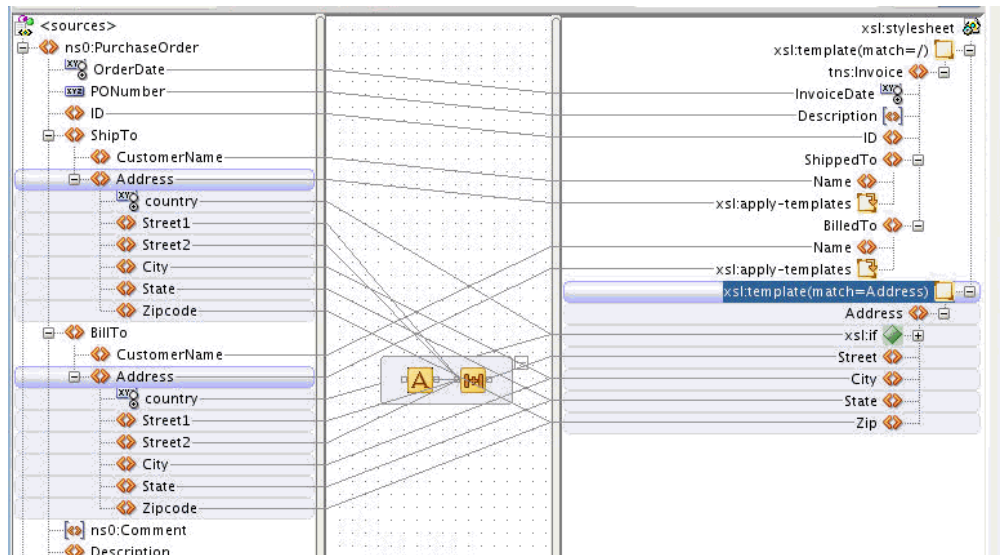 <sources>
ns0:PurchaseOrder
OrderDate
PONumber
ID
ShipTo
CustomerName
Address
country
Street1
Street2
City
State
Zipcode
BillTo
CustomerName
Address
country
Street1
Street2
City
State
Zipcode
ns0:Comment
Description
A
xsl:stylesheet
xsl:template(match=/)
tns:Invoice
InvoiceDate
Description
ID
ShippedTo
Name
xsl:apply-templates
BilledTo
Name
xsl:apply-templates
xsl:template(match=Address)
Address
xsl:if
Street
City
State
Zip